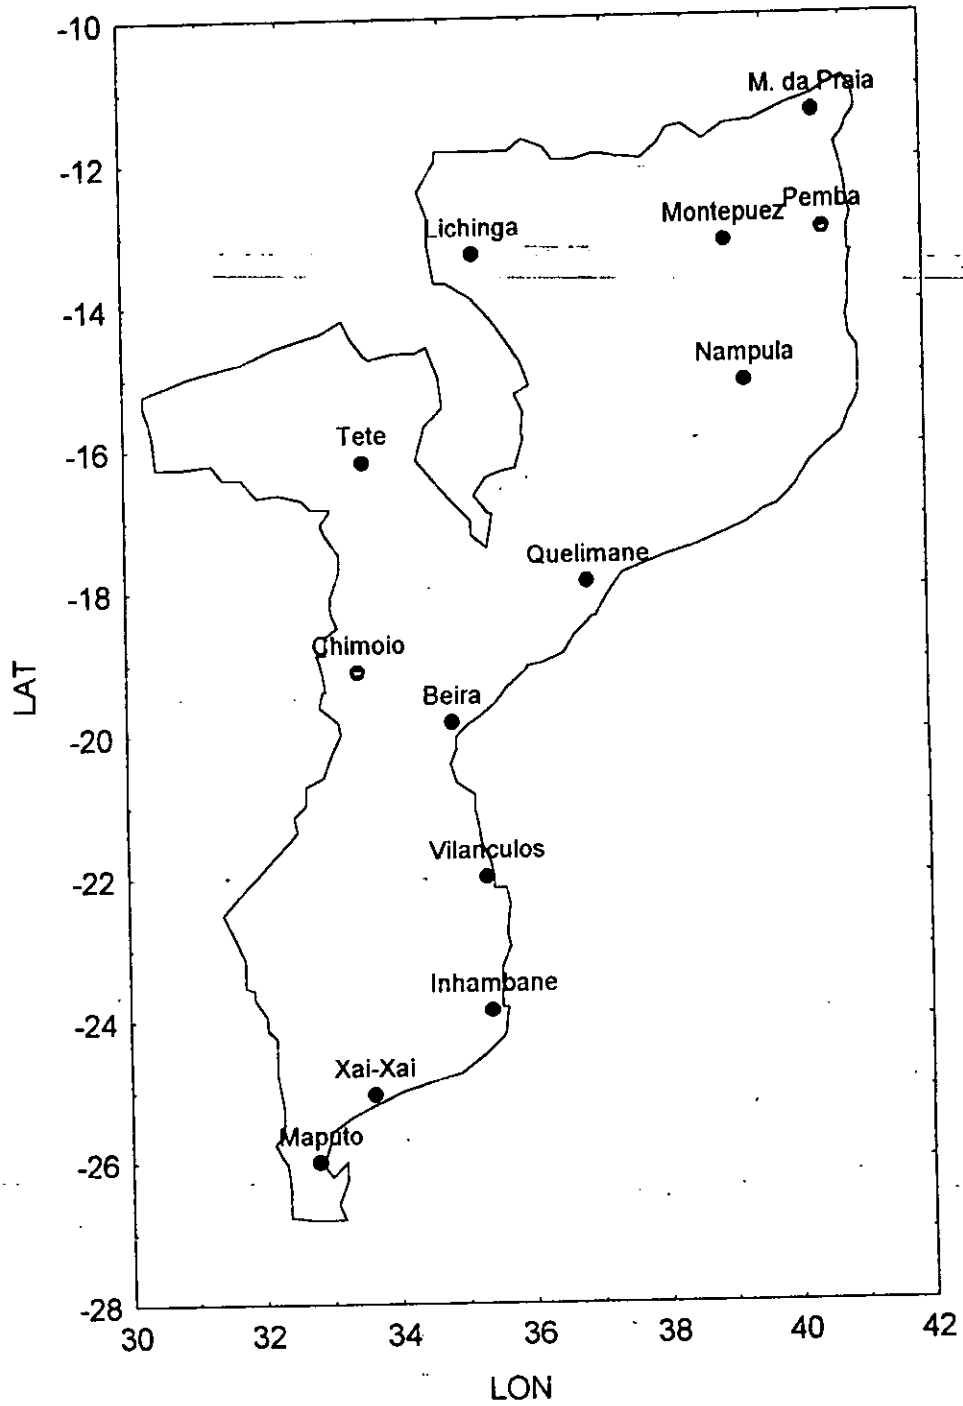 -10
M. da Praia
-12
Montepuez
Pemba
Lichinga
-14
Nampula
Tete
-16
Quelimane
-18
Chimoio
LAT
Beira
-20
Vilanculos
-22
Inhambane
-24
Xai-Xai
Maputo
-26
-28
30
32
34
36
38
40
42
LON